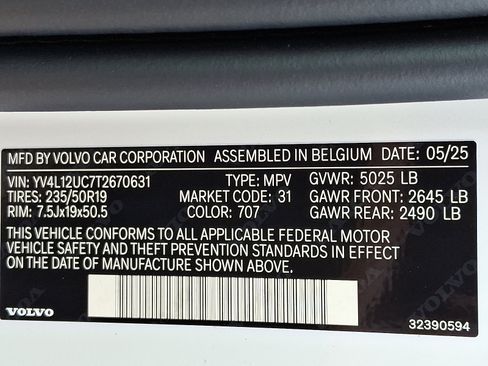 MFD BY VOLVO CAR CORPORATION ASSEMBLED IN BELGIUM DATE: 05/25
VIN: YV4L12UC7T2670631 TYPE: MPV GVWR: 5025 LB
TIRES: 235/50R19 MARKET CODE: 31 GAWR FRONT: 2645 LB
RIM: 7.5Jx19x50.5 COLOR: 707 GAWR REAR: 2490 LB
THIS VEHICLE CONFORMS TO ALL APPLICABLE FEDERAL MOTOR
VEHICLE SAFETY AND THEFT PREVENTION STANDARDS IN EFFECT
ON THE DATE OF MANUFACTURE SHOWN ABOVE.
VOLVO 32390594